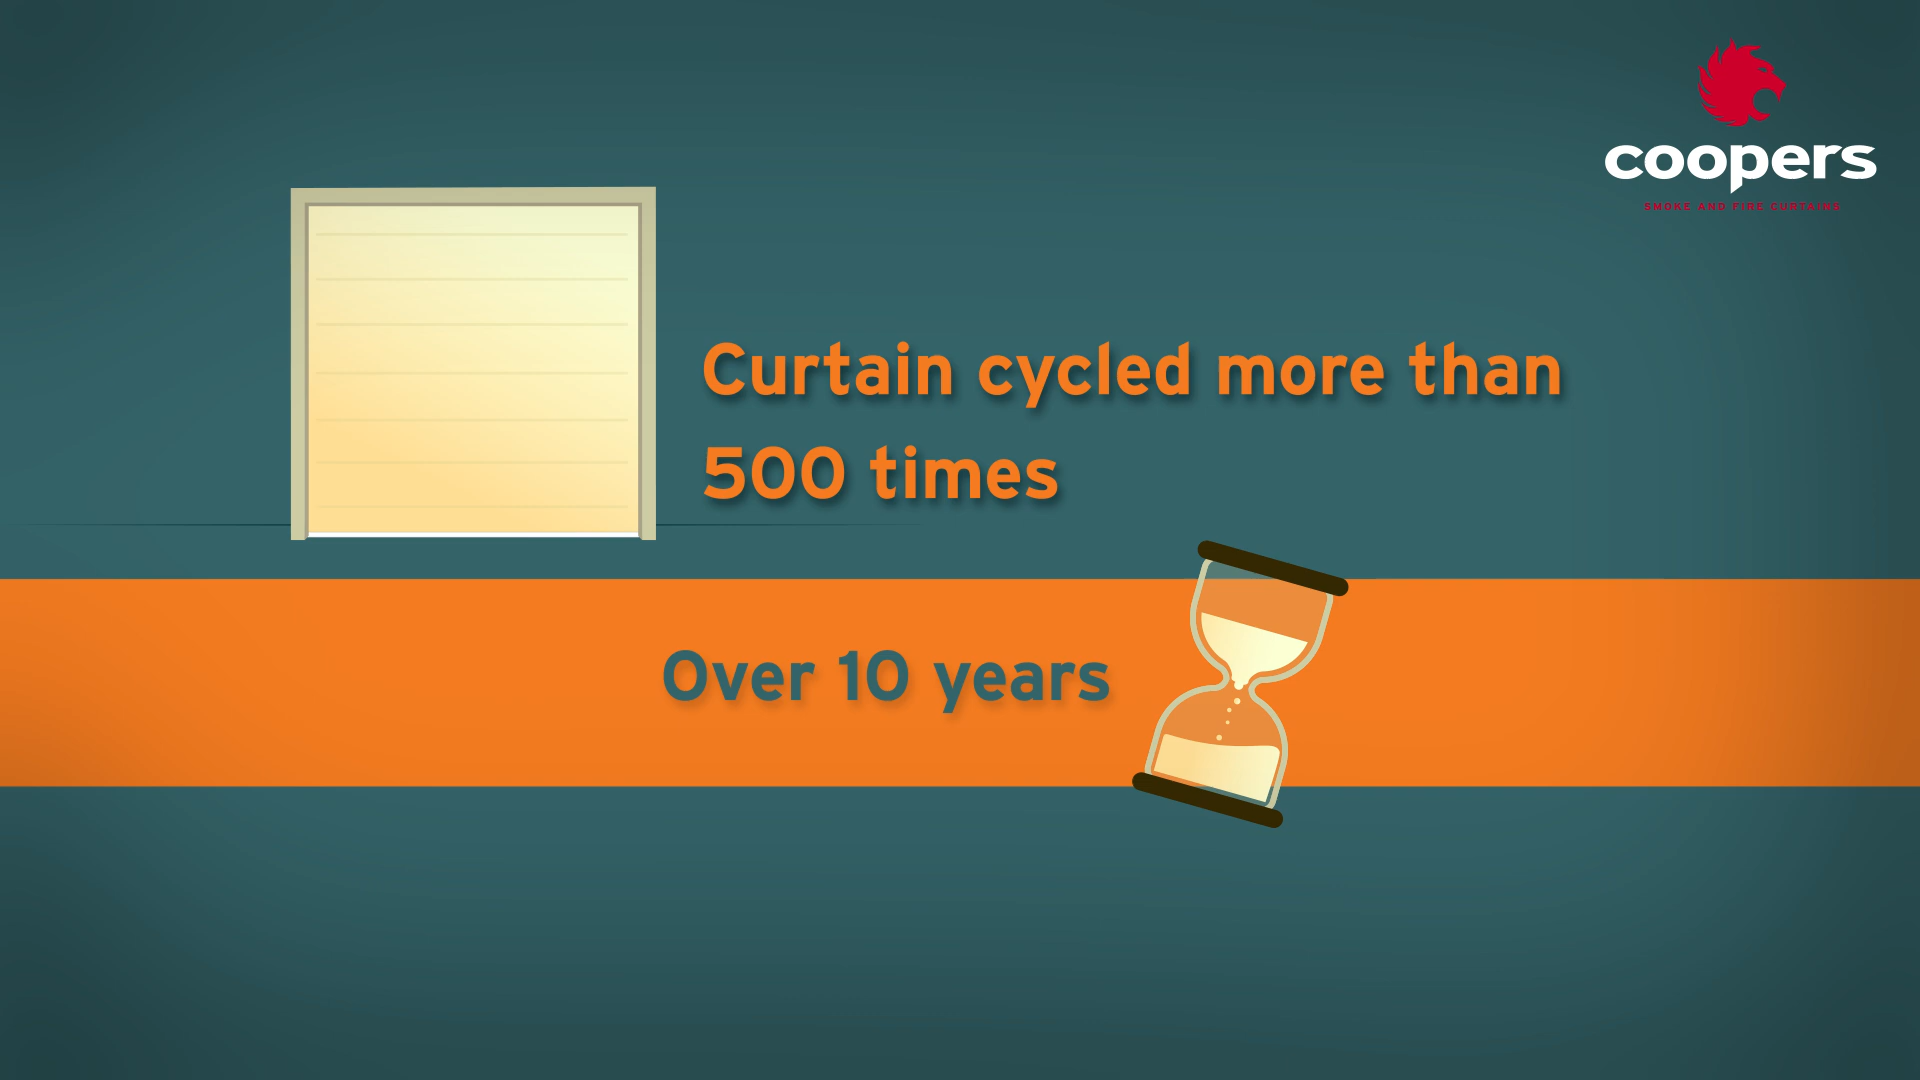 coopers
SMOKE AND FIRE CURTAINS
Curtain cycled more than
500 times
Over 10 years